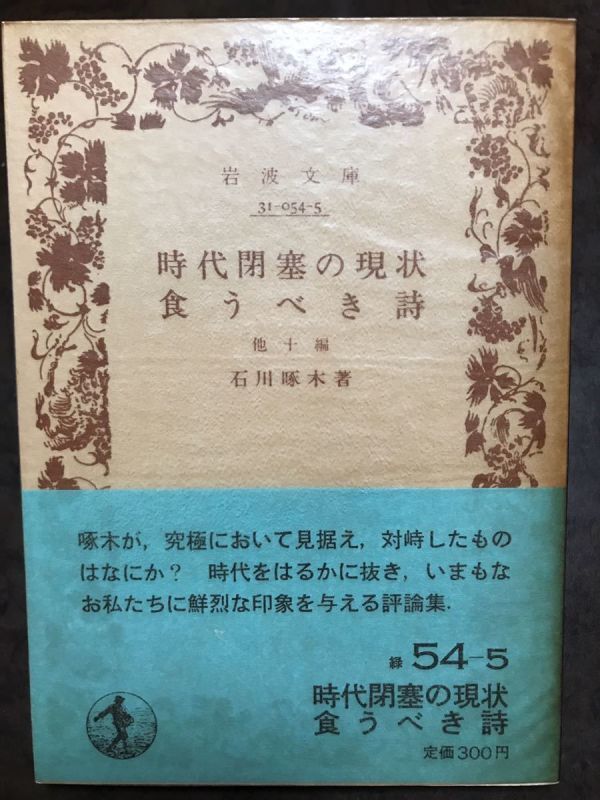 岩波文庫
31-054-5
時代閉塞の現状
食うべき詩
他十編
石川啄木著
啄木が，究極において見据え，対峙したもの
はなにか？　時代をはるかに抜き，いまもな
お私たちに鮮烈な印象を与える評論集．
緑 54-5
時代閉塞の現状
食うべき詩
定価300円